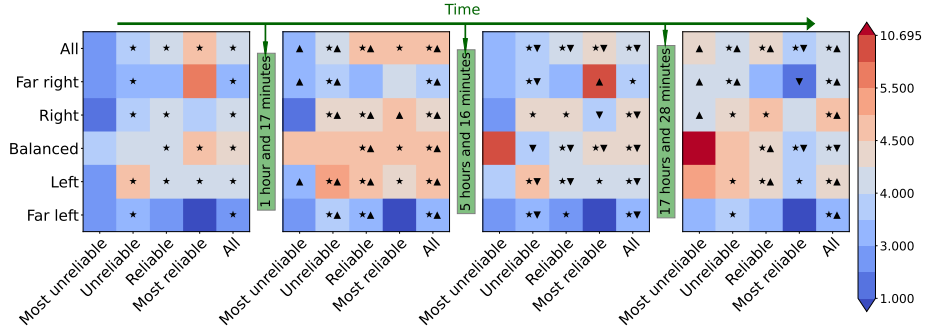 Time
All
Far right
Right
Balanced
Left
Far left
1 hour and 17 minutes
5 hours and 16 minutes
17 hours and 28 minutes
10.695
5.500
4.500
4.000
3.000
1.000
Most unreliable
Unreliable
Reliable
Most reliable
All
Most unreliable
Unreliable
Reliable
Most reliable
All
Most unreliable
Unreliable
Reliable
Most reliable
All
Most unreliable
Unreliable
Reliable
Most reliable
All